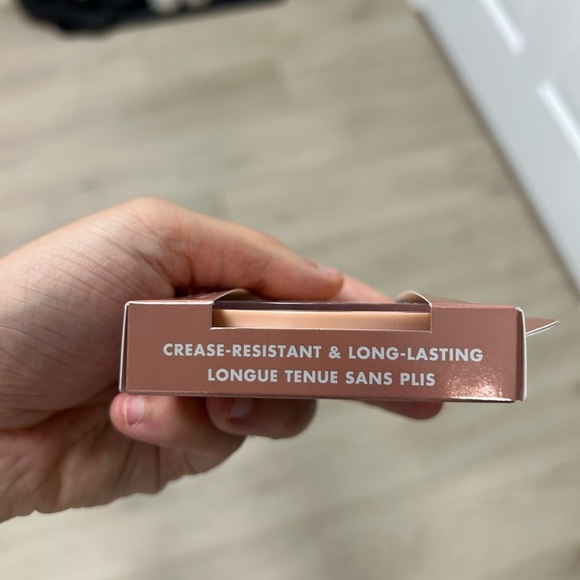 CREASE-RESISTANT & LONG-LASTING
LONGUE TENUE SANS PLIS